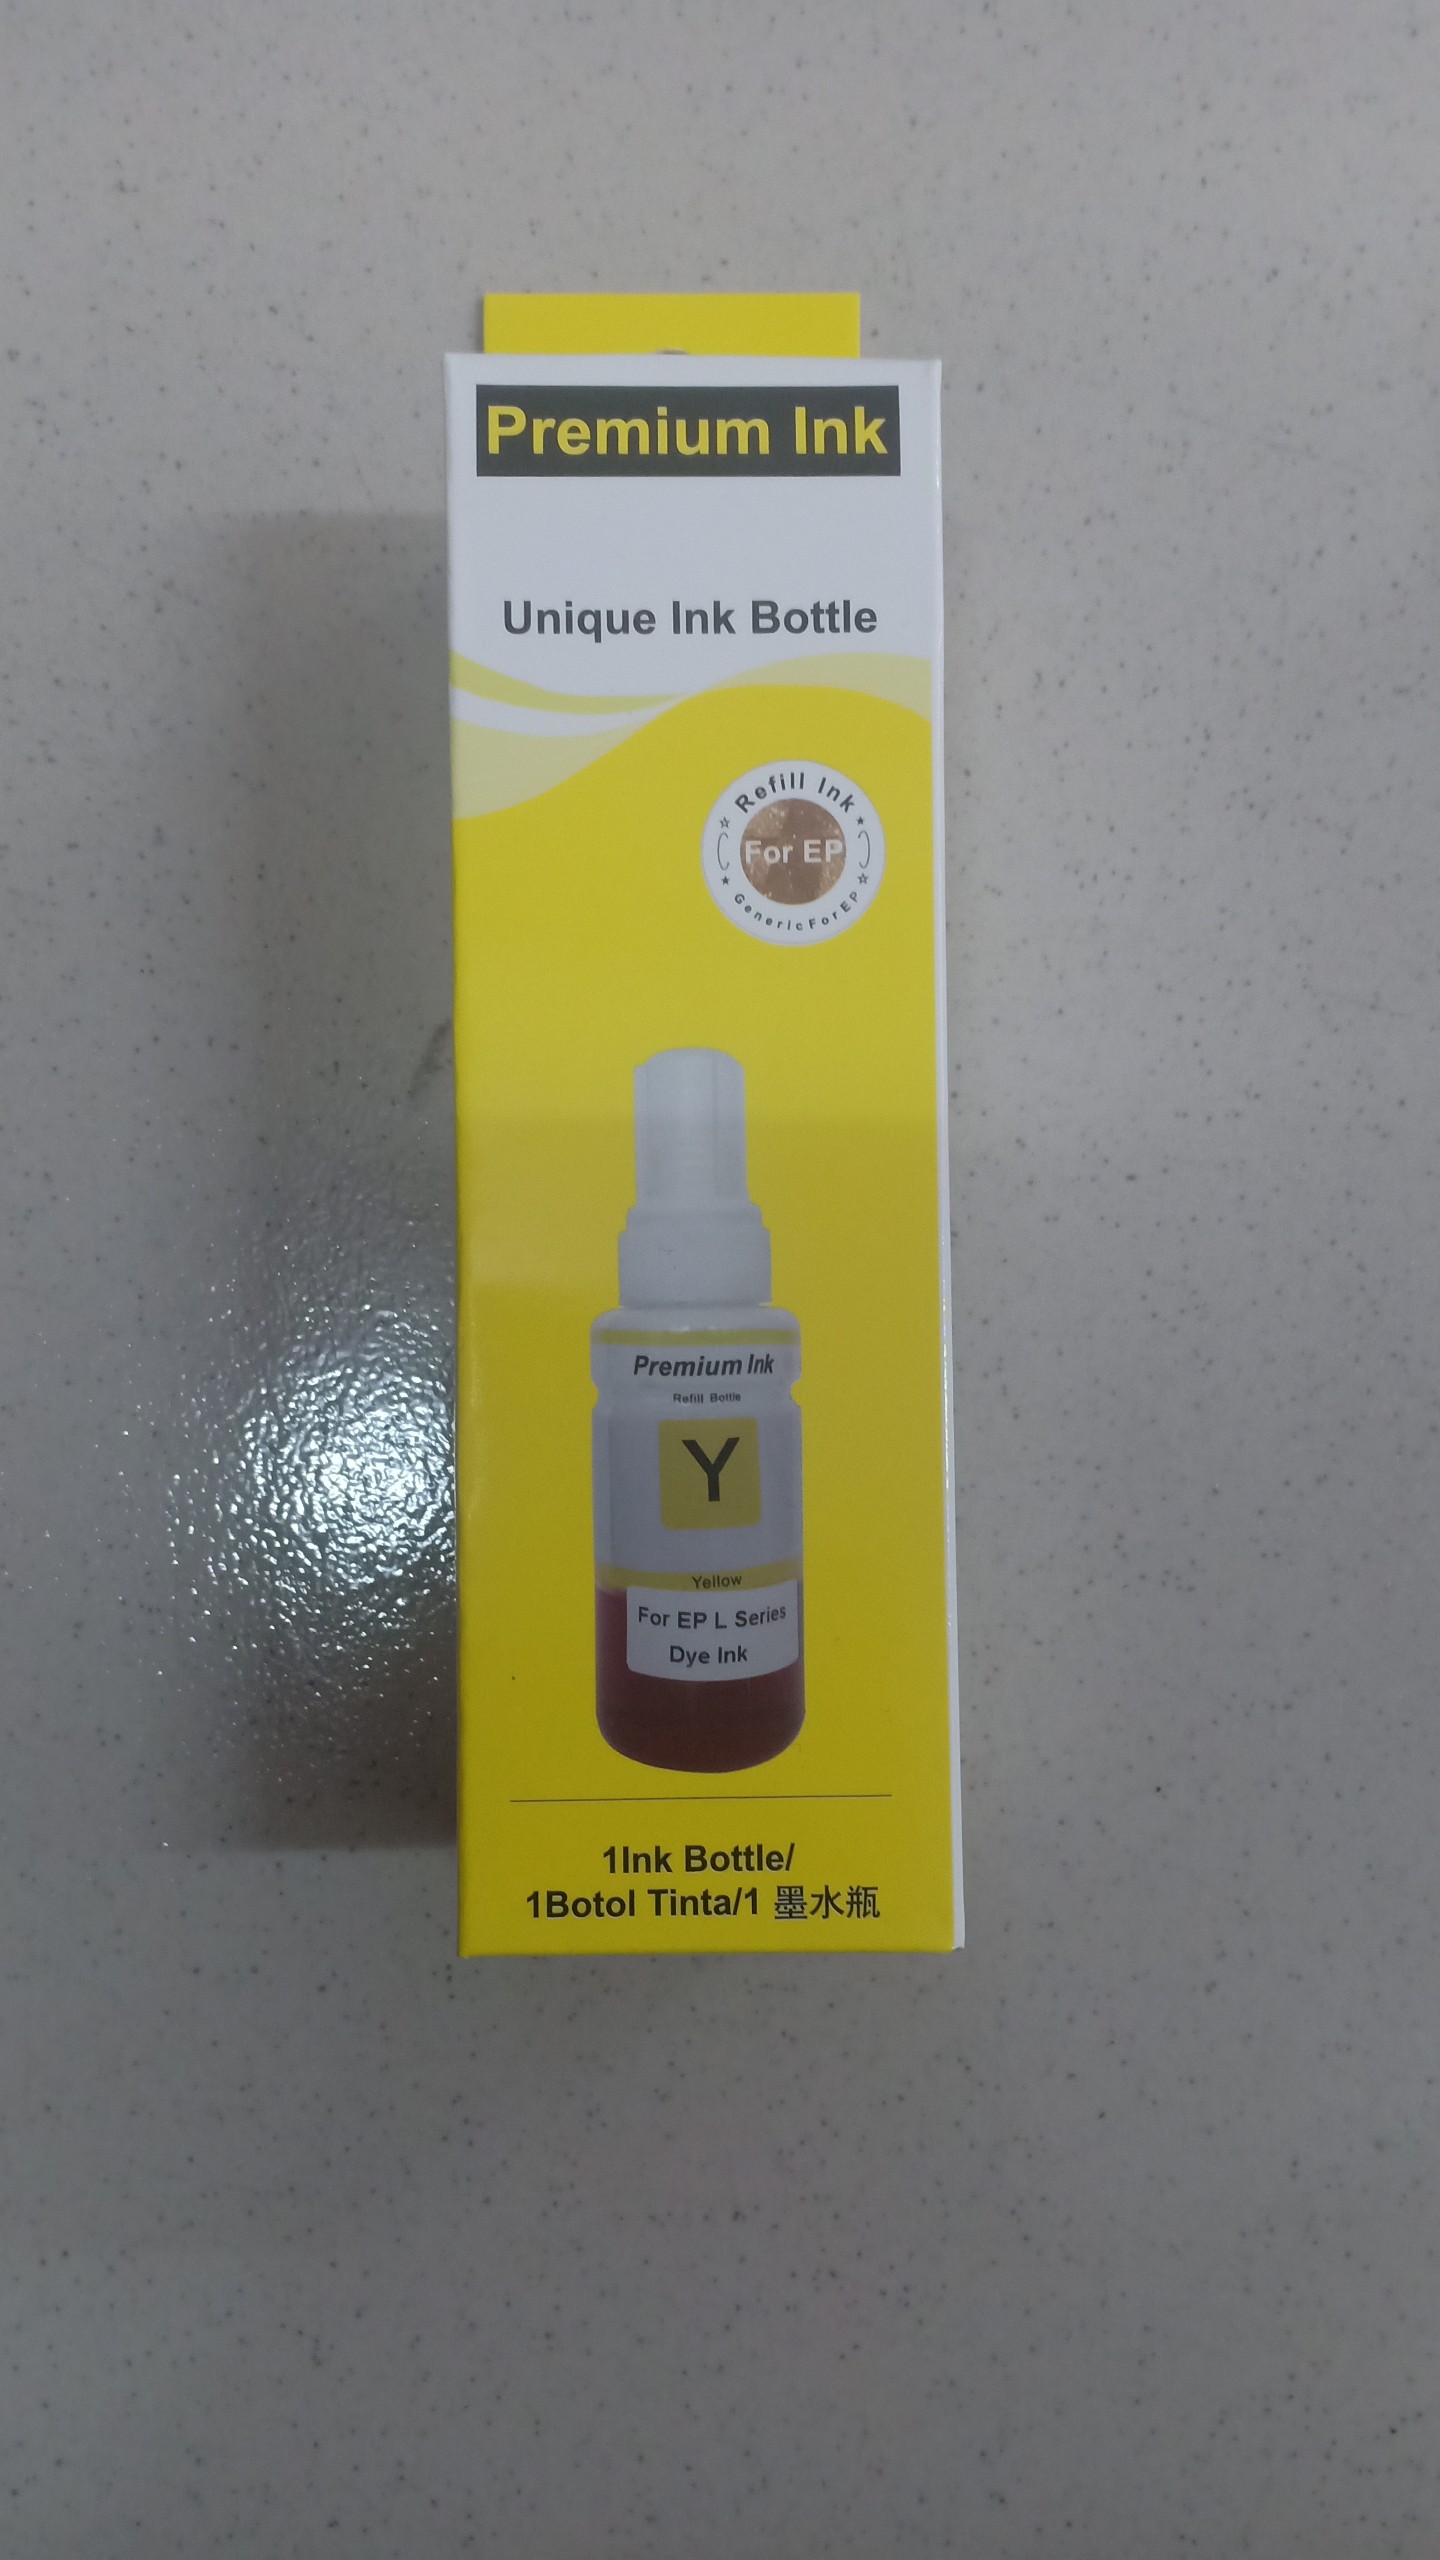 Premium Ink
Unique Ink Bottle
Refill Ink
For EP
GenericForEP
Premium Ink
Refill Bottle
Y
Yellow
For EP L Series
Dye Ink
1Ink Bottle/
1Botol Tinta/1 墨水瓶